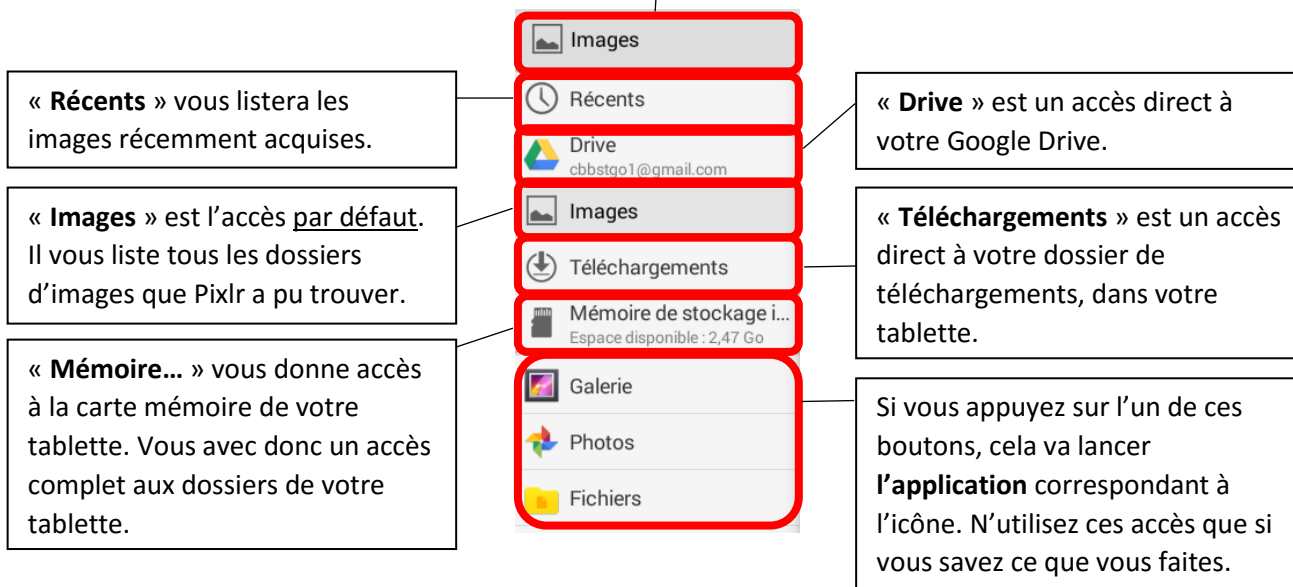 Images
Récents
Drive
cbbstgo1@gmail.com
Images
Téléchargements
Mémoire de stockage i...
Espace disponible : 2,47 Go
Galerie
Photos
Fichiers
« Récents » vous listera les
images récemment acquises.
« Images » est l’accès par défaut.
Il vous liste tous les dossiers
d’images que Pixlr a pu trouver.
« Mémoire… » vous donne accès
à la carte mémoire de votre
tablette. Vous avec donc un accès
complet aux dossiers de votre
tablette.
« Drive » est un accès direct à
votre Google Drive.
« Téléchargements » est un accès
direct à votre dossier de
téléchargements, dans votre
tablette.
Si vous appuyez sur l’un de ces
boutons, cela va lancer
l’application correspondant à
l’icône. N’utilisez ces accès que si
vous savez ce que vous faites.